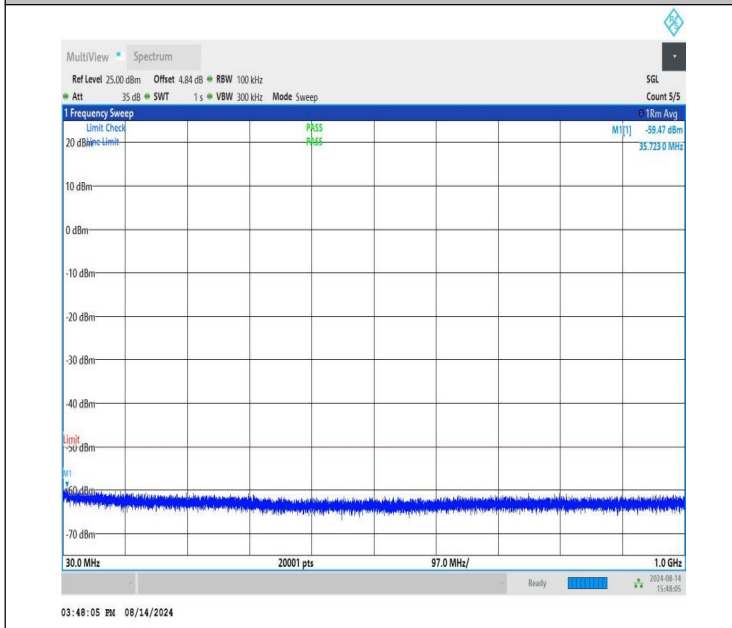 R S
MultiView Spectrum
Ref Level 25.00 dBm Offset 4.84 dB RBW 100 kHz SGL
Att 35 dB SWT 1 s VBW 300 kHz Mode Sweep Count 5/5
1 Frequency Sweep 1Rm Avg
Limit Check PASS M1[1] -59.47 dBm
20 dBm Line Limit PASS 35.723 0 MHz
10 dBm
0 dBm
-10 dBm
-20 dBm
-30 dBm
-40 dBm
Limit
-50 dBm
M1
-60 dBm
-70 dBm
30.0 MHz 20001 pts 97.0 MHz/ 1.0 GHz
Ready 2024-08-14
15:48:05
03:48:05 PM 08/14/2024